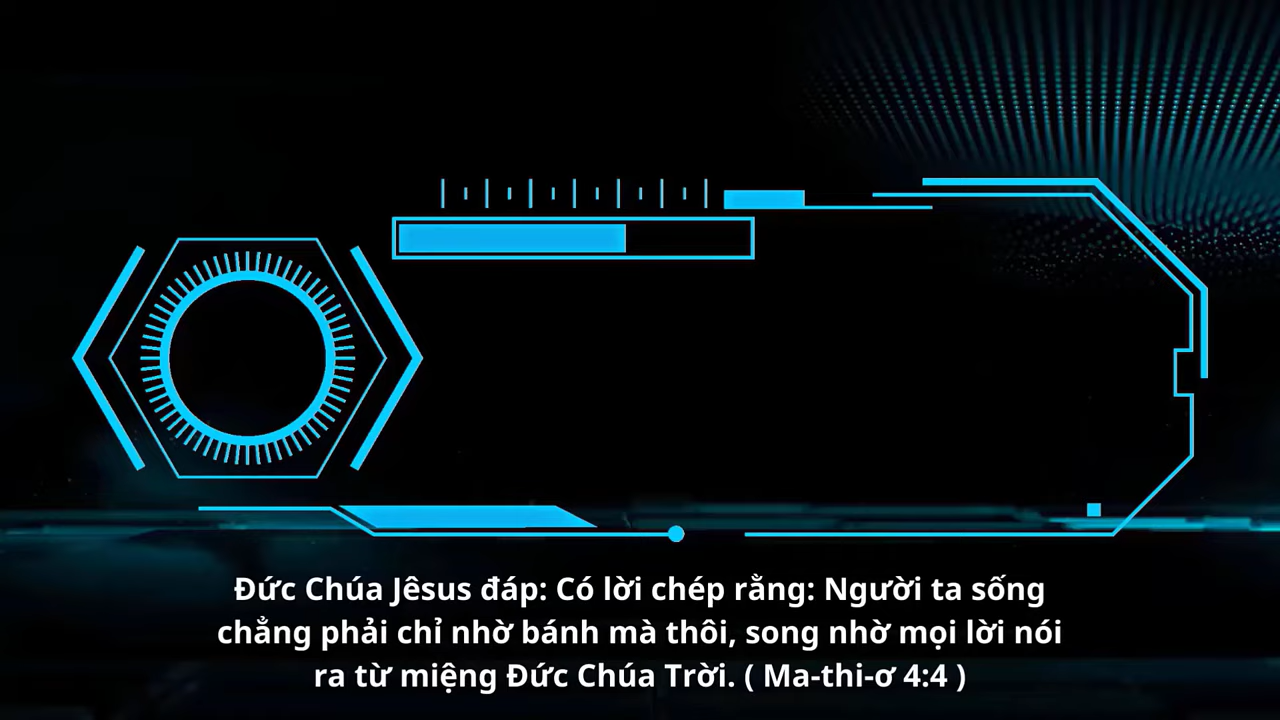 Đức Chúa Jêsus đáp: Có lời chép rằng: Người ta sống
chẳng phải chỉ nhờ bánh mà thôi, song nhờ mọi lời nói
ra từ miệng Đức Chúa Trời. ( Ma-thi-ơ 4:4 )